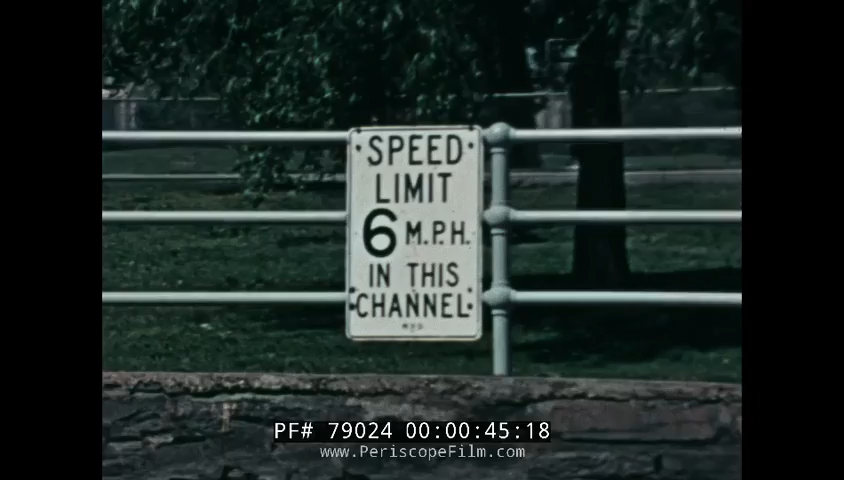 SPEED
LIMIT
6 M.P.H.
IN THIS
CHANNEL
PF# 79024 00:00:45:18
www.PeriscopeFilm.com